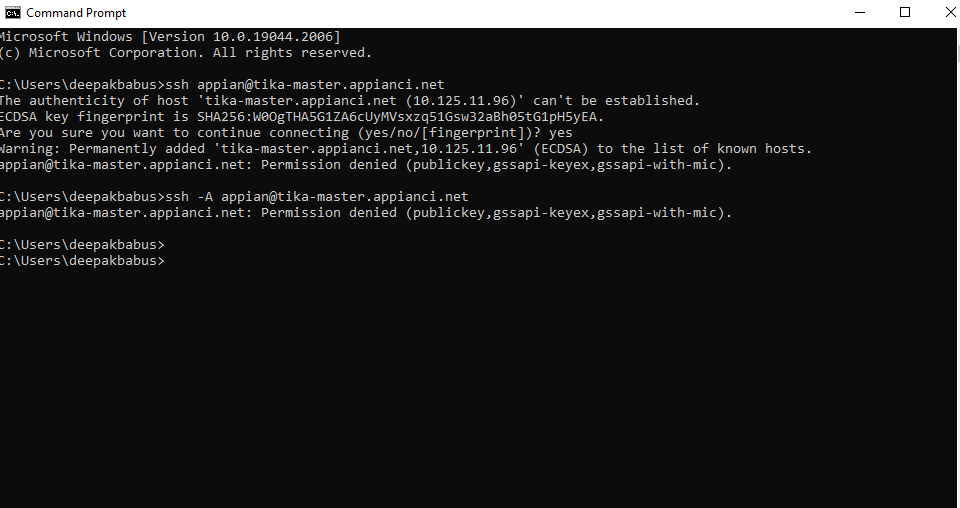 Command Prompt
Microsoft Windows [Version 10.0.19044.2006]
(c) Microsoft Corporation. All rights reserved.
C:\Users\deepakbabus>ssh appian@tika-master.appianci.net
The authenticity of host 'tika-master.appianci.net (10.125.11.96)' can't be established.
ECDSA key fingerprint is SHA256:W0OgTHA5G1ZA6cUyMVsxzq51Gsw32aBh05tG1pH5yEA.
Are you sure you want to continue connecting (yes/no/[fingerprint])? yes
Warning: Permanently added 'tika-master.appianci.net,10.125.11.96' (ECDSA) to the list of known hosts.
appian@tika-master.appianci.net: Permission denied (publickey,gssapi-keyex,gssapi-with-mic).
C:\Users\deepakbabus>ssh -A appian@tika-master.appianci.net
appian@tika-master.appianci.net: Permission denied (publickey,gssapi-keyex,gssapi-with-mic).
C:\Users\deepakbabus>
C:\Users\deepakbabus>